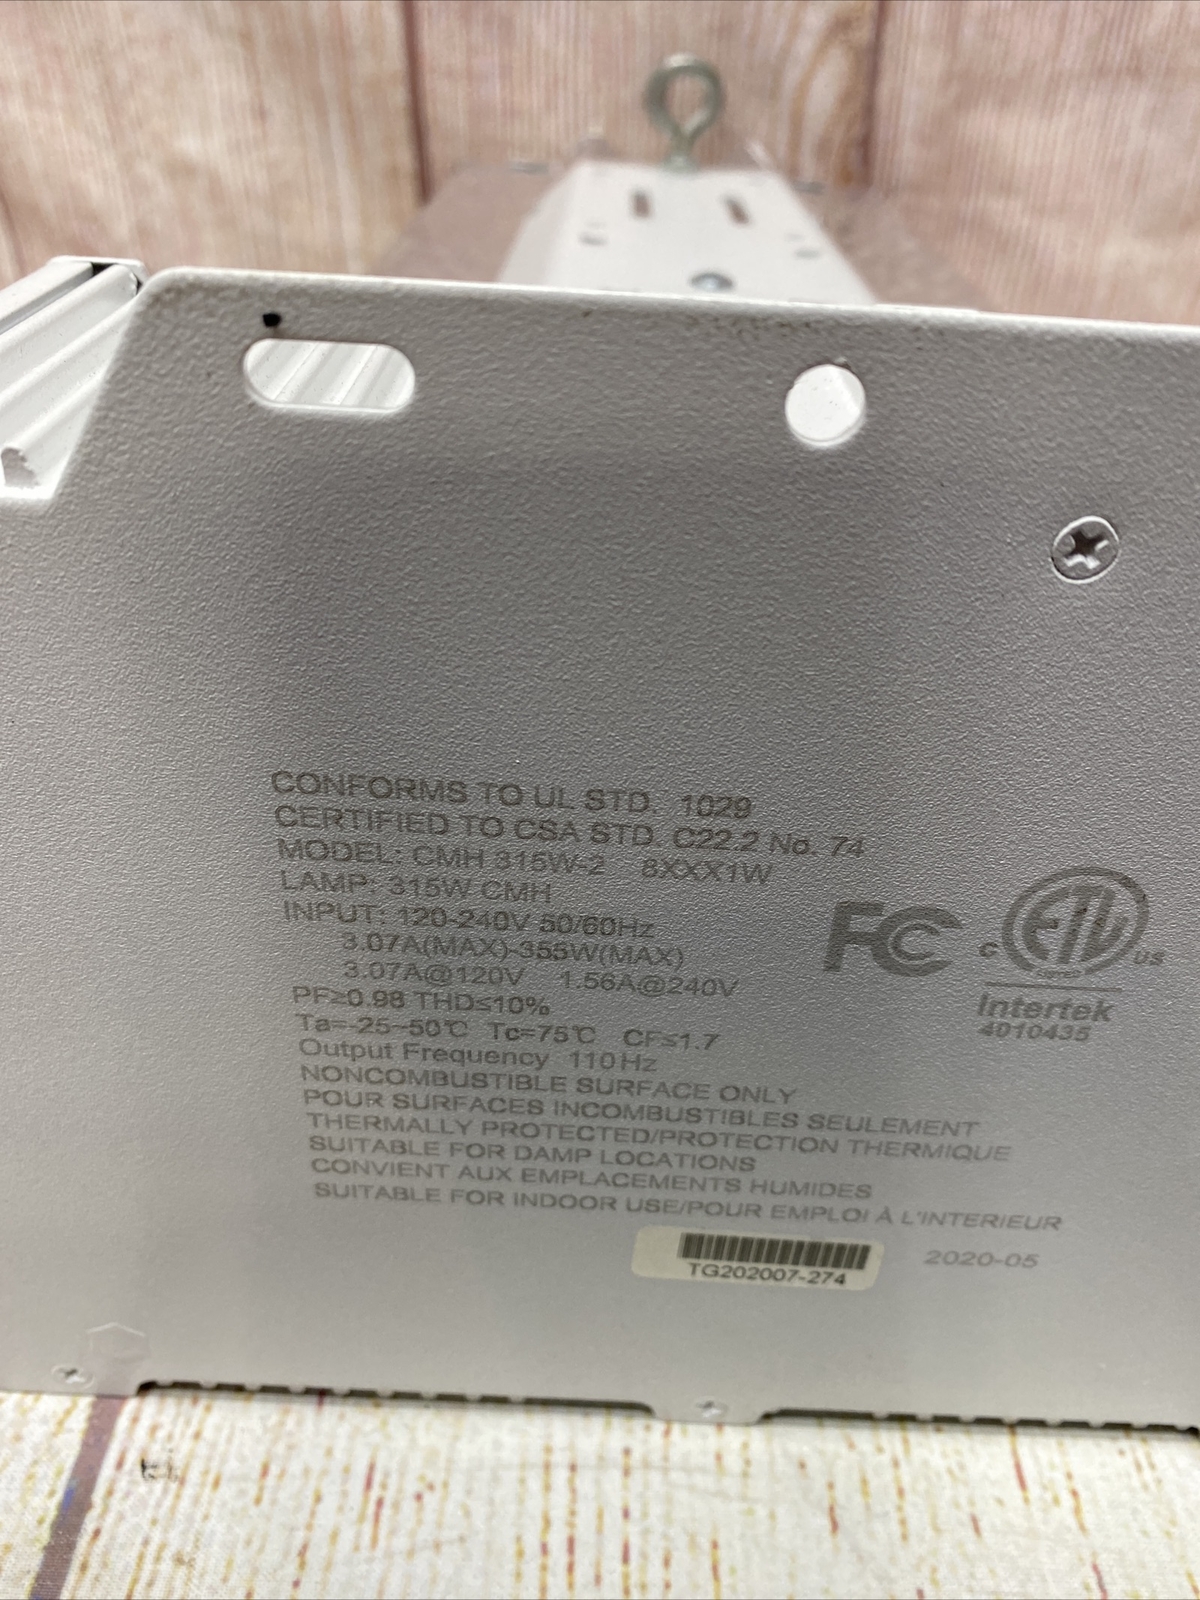 CONFORMS TO UL STD. 1029
CERTIFIED TO CSA STD. C22.2 No. 74
MODEL: CMH 315W-2 8XXX1W
LAMP: 315W CMH
INPUT: 120-240V 50/60Hz
3.07A(MAX)-355W(MAX)
3.07A@120V 1.56A@240V
PF≥0.98 THD≤10%
Ta=-25~50℃ Tc=75℃ CF≤1.7
Output Frequency 110Hz
NONCOMBUSTIBLE SURFACE ONLY
POUR SURFACES INCOMBUSTIBLES SEULEMENT
THERMALLY PROTECTED/PROTECTION THERMIQUE
SUITABLE FOR DAMP LOCATIONS
CONVIENT AUX EMPLACEMENTS HUMIDES
SUITABLE FOR INDOOR USE/POUR EMPLOI À L'INTERIEUR
FC
C ETL US
Intertek
4010435
TG202007-274
2020-05